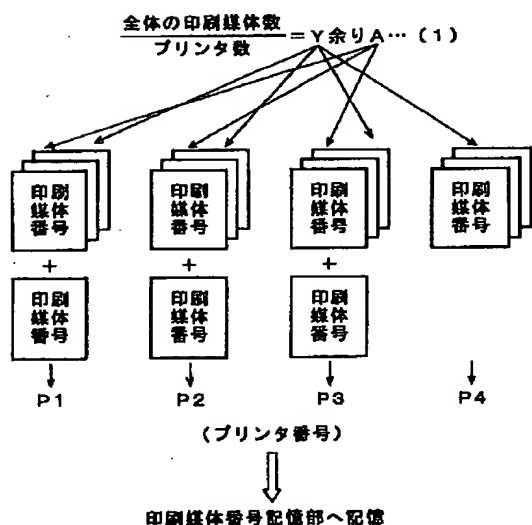 全体の印刷媒体数
プリンタ数
=Y余りA…(1)
印刷
媒体
番号
印刷
媒体
番号
印刷
媒体
番号
印刷
媒体
番号
+
+
+
印刷
媒体
番号
印刷
媒体
番号
印刷
媒体
番号
P1
P2
P3
P4
(プリンタ番号)
印刷媒体番号記憶部へ記憶